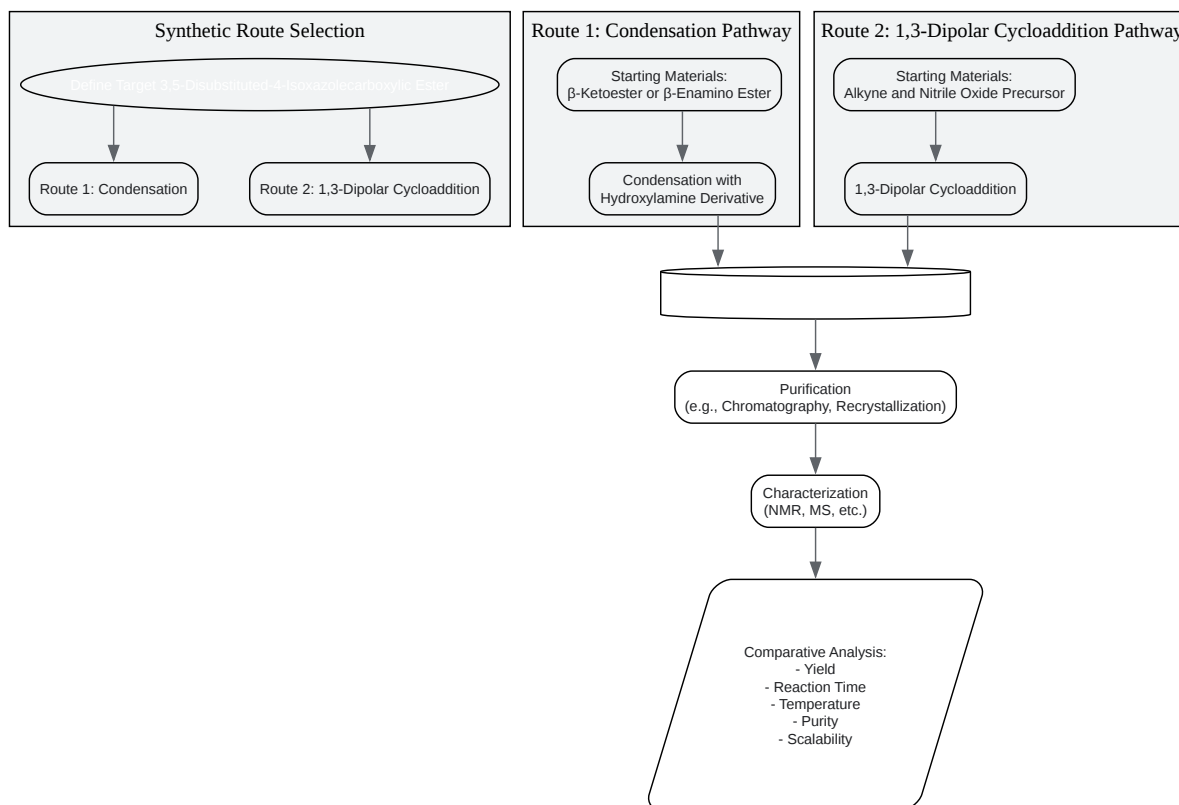 Synthetic Route Selection
Define Target 3,5-Disubstituted-4-Isoxazolecarboxylic Ester
Route 1: Condensation
Route 2: 1,3-Dipolar Cycloaddition
Route 1: Condensation Pathway
Starting Materials:
β-Ketoester or β-Enamino Ester
Condensation with
Hydroxylamine Derivative
Route 2: 1,3-Dipolar Cycloaddition Pathway
Starting Materials:
Alkyne and Nitrile Oxide Precursor
1,3-Dipolar Cycloaddition
Purification
(e.g., Chromatography, Recrystallization)
Characterization
(NMR, MS, etc.)
Comparative Analysis:
- Yield
- Reaction Time
- Temperature
- Purity
- Scalability